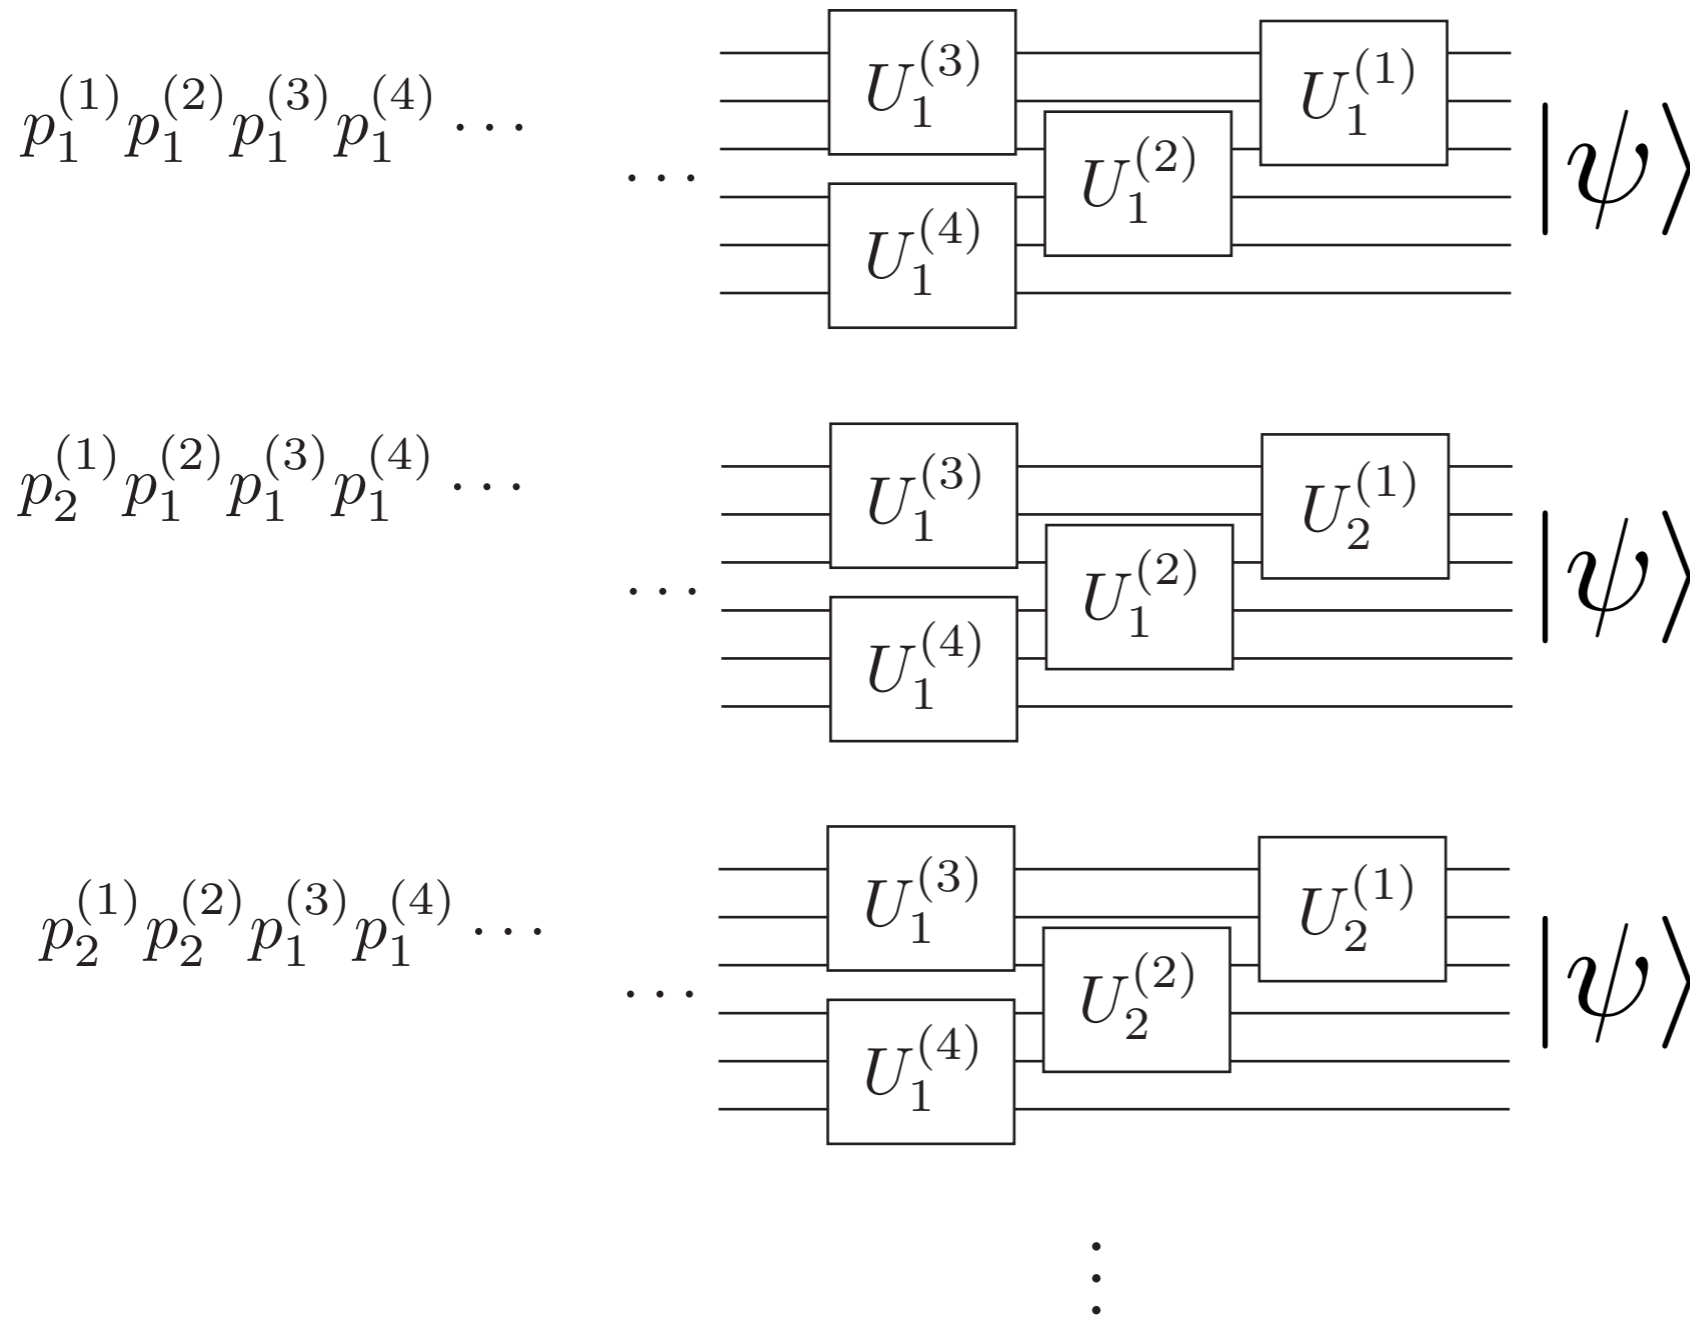 p_1^{(1)} p_1^{(2)} p_1^{(3)} p_1^{(4)} ⋯
⋯ U_1^{(3)} U_1^{(1)}
U_1^{(4)} U_1^{(2)} |ψ⟩
p_2^{(1)} p_1^{(2)} p_1^{(3)} p_1^{(4)} ⋯
⋯ U_1^{(3)} U_2^{(1)}
U_1^{(4)} U_1^{(2)} |ψ⟩
p_2^{(1)} p_2^{(2)} p_1^{(3)} p_1^{(4)} ⋯
⋯ U_1^{(3)} U_2^{(1)}
U_1^{(4)} U_2^{(2)} |ψ⟩
⋮